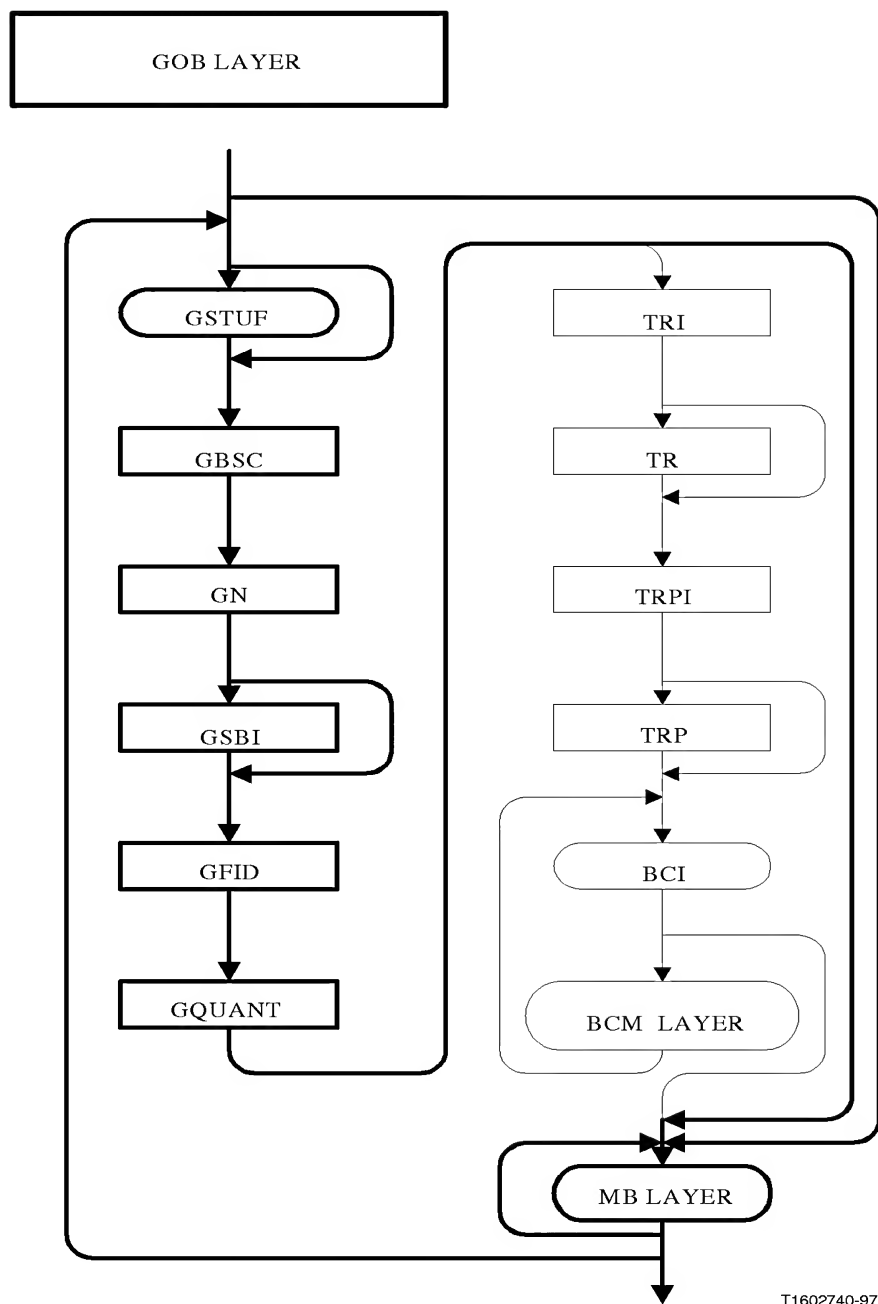 GOB LAYER
GSTUF
GBSC
GN
GSBI
GFID
GQUANT
TRI
TR
TRPI
TRP
BCI
BCM LAYER
MB LAYER
T1602740-97